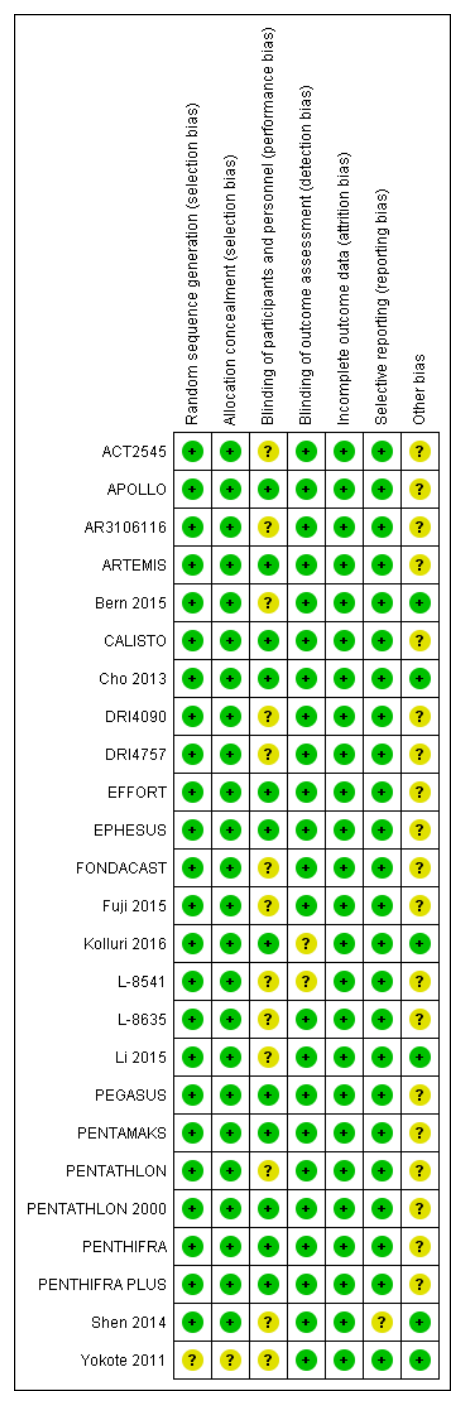 Random sequence generation (selection bias)
Allocation concealment (selection bias)
Blinding of participants and personnel (performance bias)
Blinding of outcome assessment (detection bias)
Incomplete outcome data (attrition bias)
Selective reporting (reporting bias)
Other bias
ACT2545 + + ? + + + ?
APOLLO + + + + + + ?
AR3106116 + + ? + + + ?
ARTEMIS + + + + + + ?
Bern 2015 + + ? + + + +
CALISTO + + + + + + ?
Cho 2013 + + + + + + +
DRI4090 + + ? + + + ?
DRI4757 + + ? + + + ?
EFFORT + + + + + + ?
EPHESUS + + + + + + ?
FONDACAST + + ? + + + ?
Fuji 2015 + + ? + + + ?
Kolluri 2016 + + + ? + + +
L-8541 + + ? ? + + ?
L-8635 + + ? + + + ?
Li 2015 + + ? + + + +
PEGASUS + + + + + + ?
PENTAMAKS + + + + + + ?
PENTATHLON + + ? + + + ?
PENTATHLON 2000 + + + + + + ?
PENTHIFRA + + + + + + ?
PENTHIFRA PLUS + + + + + + ?
Shen 2014 + + ? + + ? +
Yokote 2011 ? ? ? + + + +